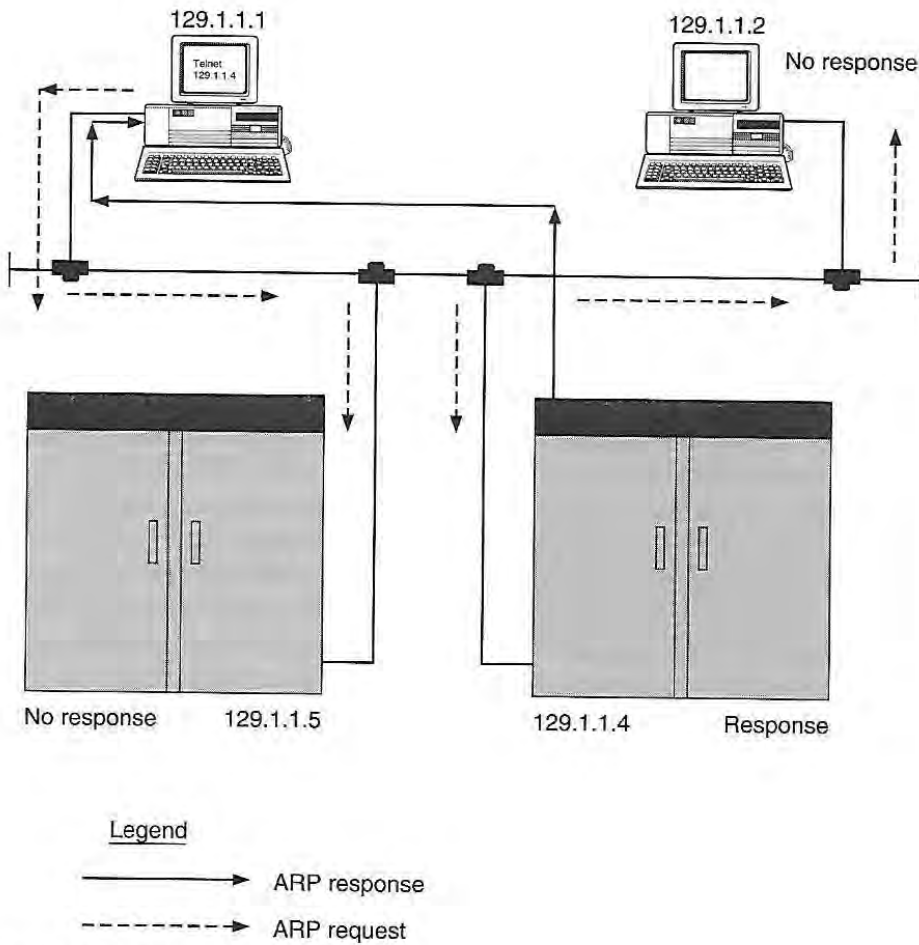 129.1.1.1
129.1.1.2
Telnet
129.1.1.4
No response
No response
129.1.1.5
129.1.1.4
Response
Legend
ARP response
ARP request